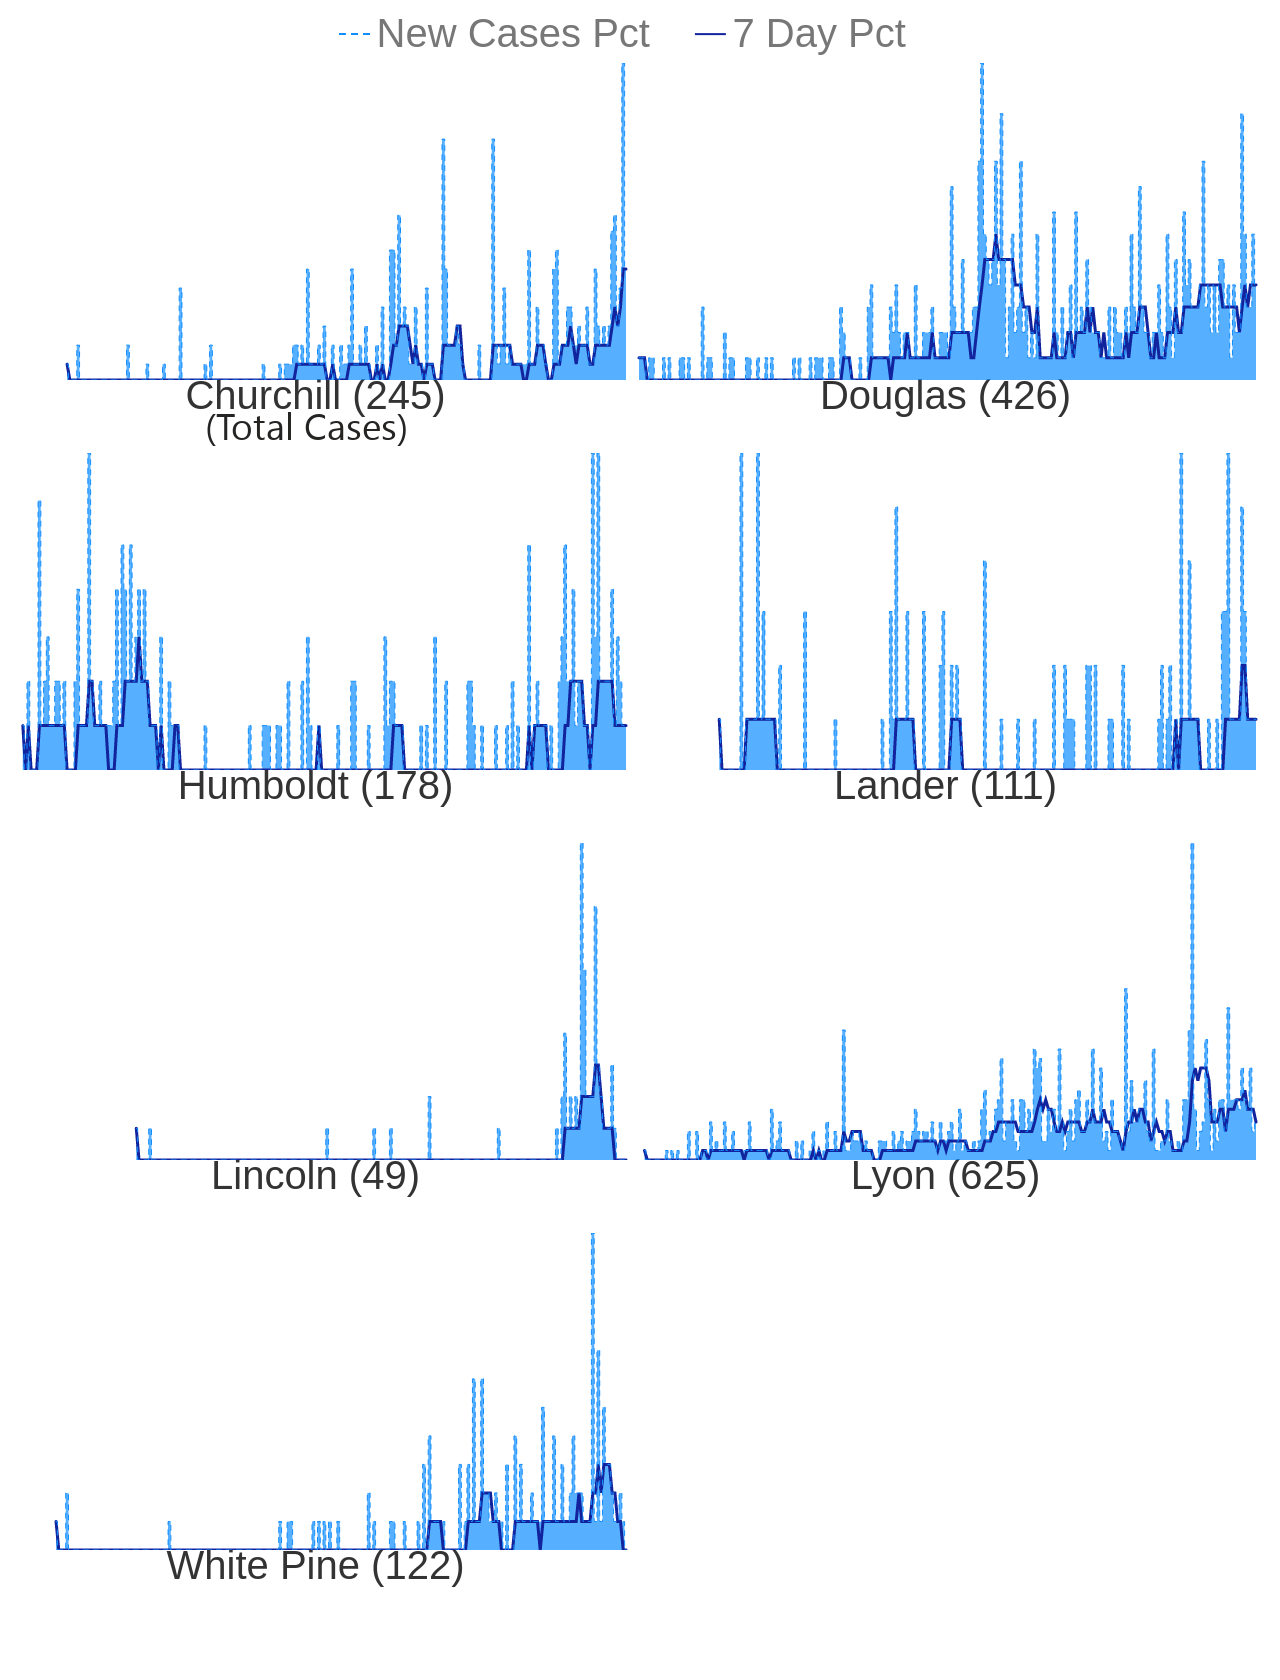 New Cases Pct 7 Day Pct
Churchill (245) Douglas (426)
(Total Cases)
Humboldt (178) Lander (111)
Lincoln (49) Lyon (625)
White Pine (122)